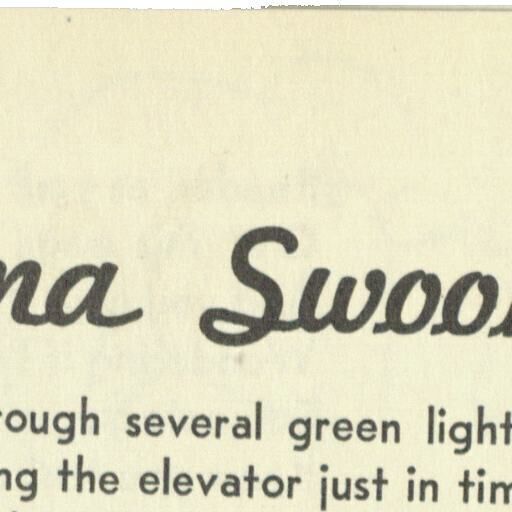 na Swoo
rough several green light
ng the elevator just in tim